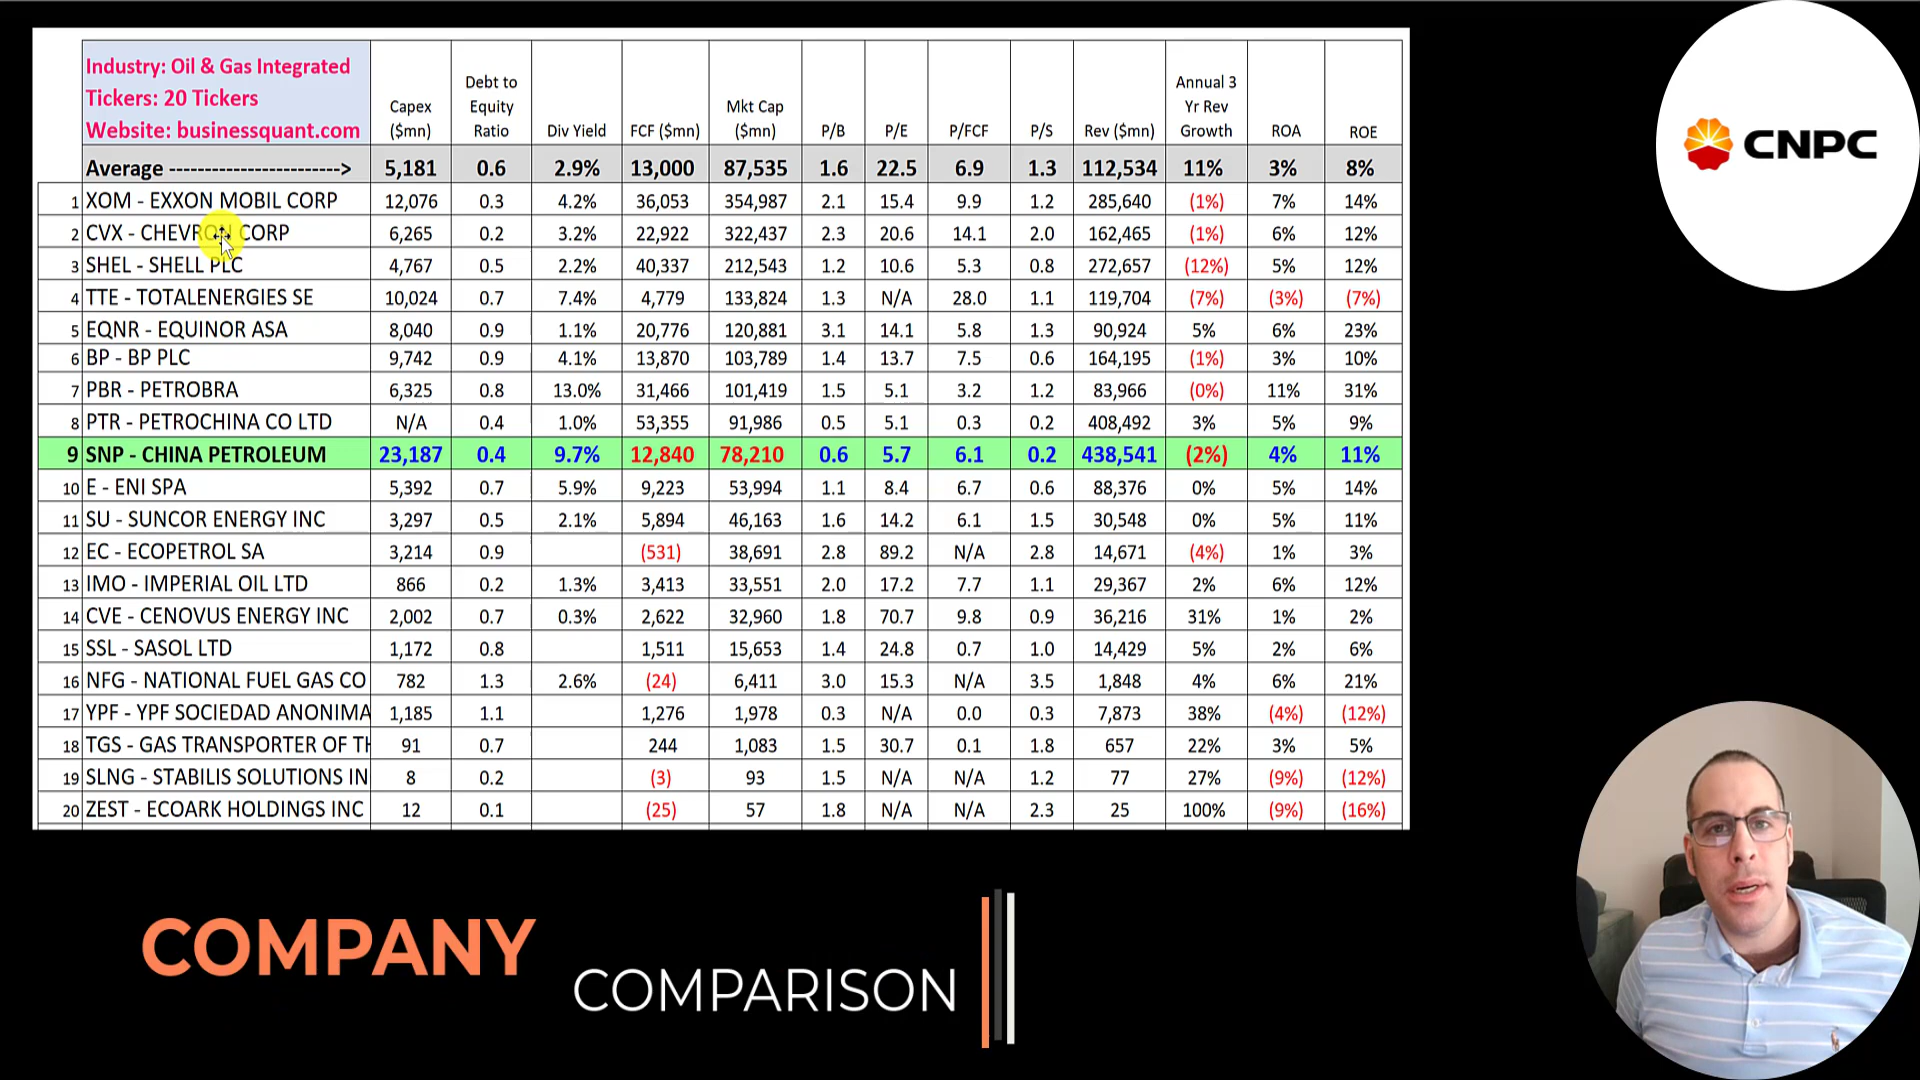 Industry: Oil & Gas Integrated
Tickers: 20 Tickers
Website: businessquant.com
Capex ($mn) Debt to Equity Ratio Div Yield FCF ($mn) Mkt Cap ($mn) P/B P/E P/FCF P/S Rev ($mn) Annual 3 Yr Rev Growth ROA ROE
Average -----------------------> 5,181 0.6 2.9% 13,000 87,535 1.6 22.5 6.9 1.3 112,534 11% 3% 8%
1 XOM - EXXON MOBIL CORP 12,076 0.3 4.2% 36,053 354,987 2.1 15.4 9.9 1.2 285,640 (1%) 7% 14%
2 CVX - CHEVRON CORP 6,265 0.2 3.2% 22,922 322,437 2.3 20.6 14.1 2.0 162,465 (1%) 6% 12%
3 SHEL - SHELL PLC 4,767 0.5 2.2% 40,337 212,543 1.2 10.6 5.3 0.8 272,657 (12%) 5% 12%
4 TTE - TOTALENERGIES SE 10,024 0.7 7.4% 4,779 133,824 1.3 N/A 28.0 1.1 119,704 (7%) (3%) (7%)
5 EQNR - EQUINOR ASA 8,040 0.9 1.1% 20,776 120,881 3.1 14.1 5.8 1.3 90,924 5% 6% 23%
6 BP - BP PLC 9,742 0.9 4.1% 13,870 103,789 1.4 13.7 7.5 0.6 164,195 (1%) 3% 10%
7 PBR - PETROBRA 6,325 0.8 13.0% 31,466 101,419 1.5 5.1 3.2 1.2 83,966 (0%) 11% 31%
8 PTR - PETROCHINA CO LTD N/A 0.4 1.0% 53,355 91,986 0.5 5.1 0.3 0.2 408,492 3% 5% 9%
9 SNP - CHINA PETROLEUM 23,187 0.4 9.7% 12,840 78,210 0.6 5.7 6.1 0.2 438,541 (2%) 4% 11%
10 E - ENI SPA 5,392 0.7 5.9% 9,223 53,994 1.1 8.4 6.7 0.6 88,376 0% 5% 14%
11 SU - SUNCOR ENERGY INC 3,297 0.5 2.1% 5,894 46,163 1.6 14.2 6.1 1.5 30,548 0% 5% 11%
12 EC - ECOPETROL SA 3,214 0.9 (531) 38,691 2.8 89.2 N/A 2.8 14,671 (4%) 1% 3%
13 IMO - IMPERIAL OIL LTD 866 0.2 1.3% 3,413 33,551 2.0 17.2 7.7 1.1 29,367 2% 6% 12%
14 CVE - CENOVUS ENERGY INC 2,002 0.7 0.3% 2,622 32,960 1.8 70.7 9.8 0.9 36,216 31% 1% 2%
15 SSL - SASOL LTD 1,172 0.8 1,511 15,653 1.4 24.8 0.7 1.0 14,429 5% 2% 6%
16 NFG - NATIONAL FUEL GAS CO 782 1.3 2.6% (24) 6,411 3.0 15.3 N/A 3.5 1,848 4% 6% 21%
17 YPF - YPF SOCIEDAD ANONIMA 1,185 1.1 1,276 1,978 0.3 N/A 0.0 0.3 7,873 38% (4%) (12%)
18 TGS - GAS TRANSPORTER OF TH 91 0.7 244 1,083 1.5 30.7 0.1 1.8 657 22% 3% 5%
19 SLNG - STABILIS SOLUTIONS IN 8 0.2 (3) 93 1.5 N/A N/A 1.2 77 27% (9%) (12%)
20 ZEST - ECOARK HOLDINGS INC 12 0.1 (25) 57 1.8 N/A N/A 2.3 25 100% (9%) (16%)
CNPC
COMPANY
COMPARISON